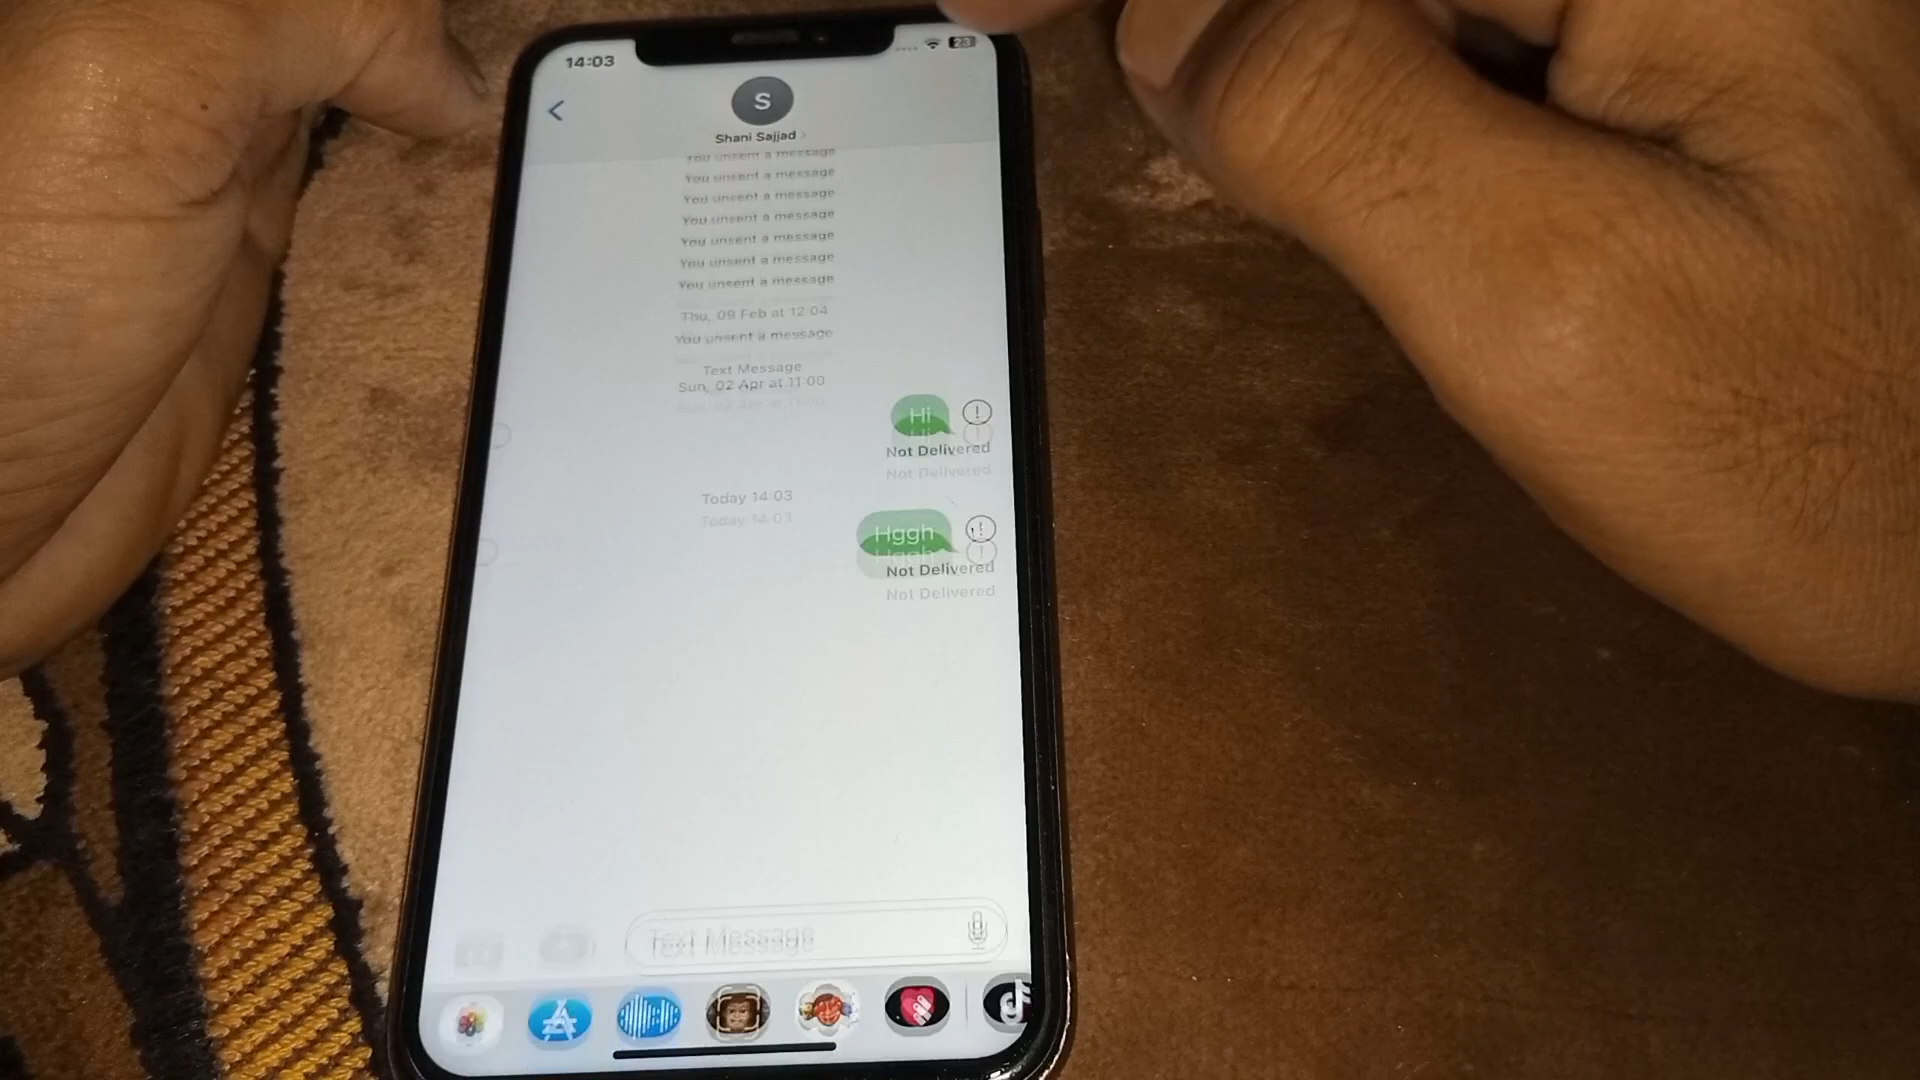 14:03
23
S
Shani Sajjad >
You unsent a message
You unsent a message
You unsent a message
You unsent a message
You unsent a message
You unsent a message
You unsent a message
Thu, 09 Feb at 12:04
You unsent a message
Text Message
Sun, 02 Apr at 11:00
Hi
Not Delivered
Today 14:03
Hggh
Not Delivered
Text Message